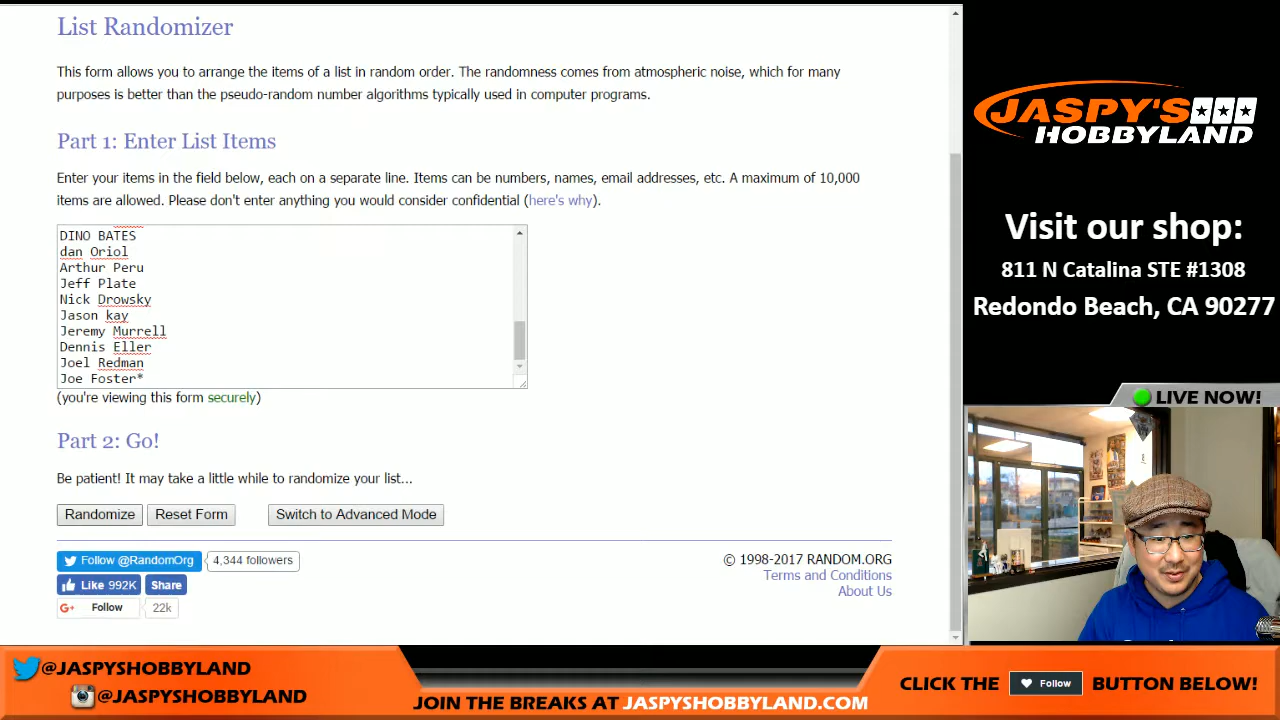 List Randomizer
This form allows you to arrange the items of a list in random order. The randomness comes from atmospheric noise, which for many
purposes is better than the pseudo-random number algorithms typically used in computer programs.
Part 1: Enter List Items
Enter your items in the field below, each on a separate line. Items can be numbers, names, email addresses, etc. A maximum of 10,000
items are allowed. Please don't enter anything you would consider confidential (here's why).
DINO BATES
dan Oriol
Arthur Peru
Jeff Plate
Nick Drowsky
Jason kay
Jeremy Murrell
Dennis Eller
Joel Redman
Joe Foster*
(you're viewing this form securely)
Part 2: Go!
Be patient! It may take a little while to randomize your list...
Randomize Reset Form Switch to Advanced Mode
Follow @RandomOrg 4,344 followers
Like 992K Share
G+ Follow 22k
© 1998-2017 RANDOM.ORG
Terms and Conditions
About Us
JASPY'S
HOBBYLAND
Visit our shop:
811 N Catalina STE #1308
Redondo Beach, CA 90277
LIVE NOW!
@JASPYSHOBBYLAND
@JASPYSHOBBYLAND
JOIN THE BREAKS AT JASPYSHOBBYLAND.COM
CLICK THE Follow BUTTON BELOW!